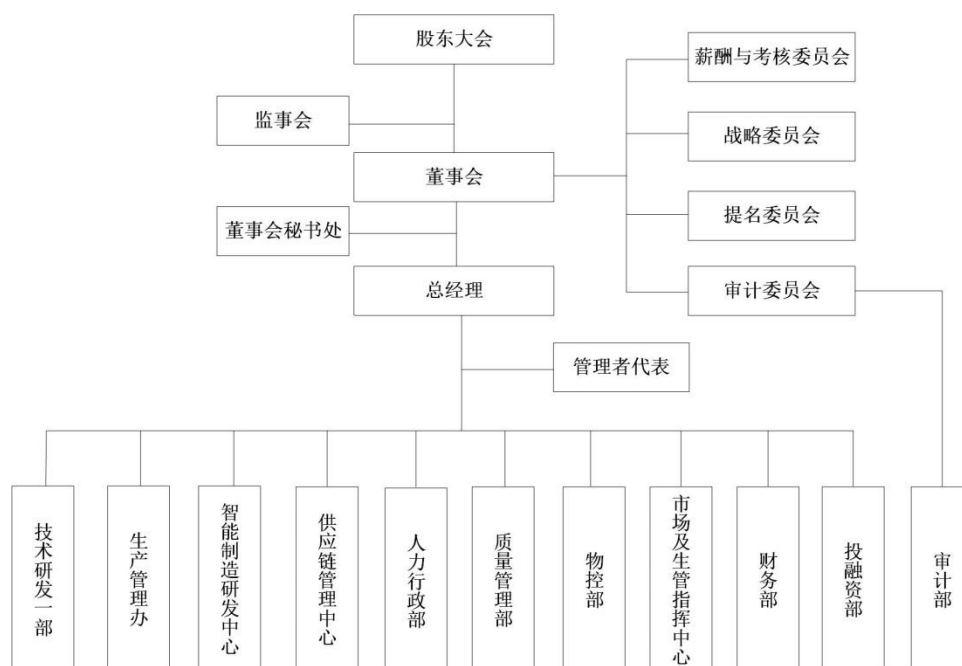 股东大会
薪酬与考核委员会
监事会
战略委员会
董事会
提名委员会
董事会秘书处
总经理
审计委员会
管理者代表
技术研发一部
生产管理办
智能制造研发中心
供应链管理中心
人力行政部
质量管理部
物控部
市场及生管指挥中心
财务部
投融资部
审计部